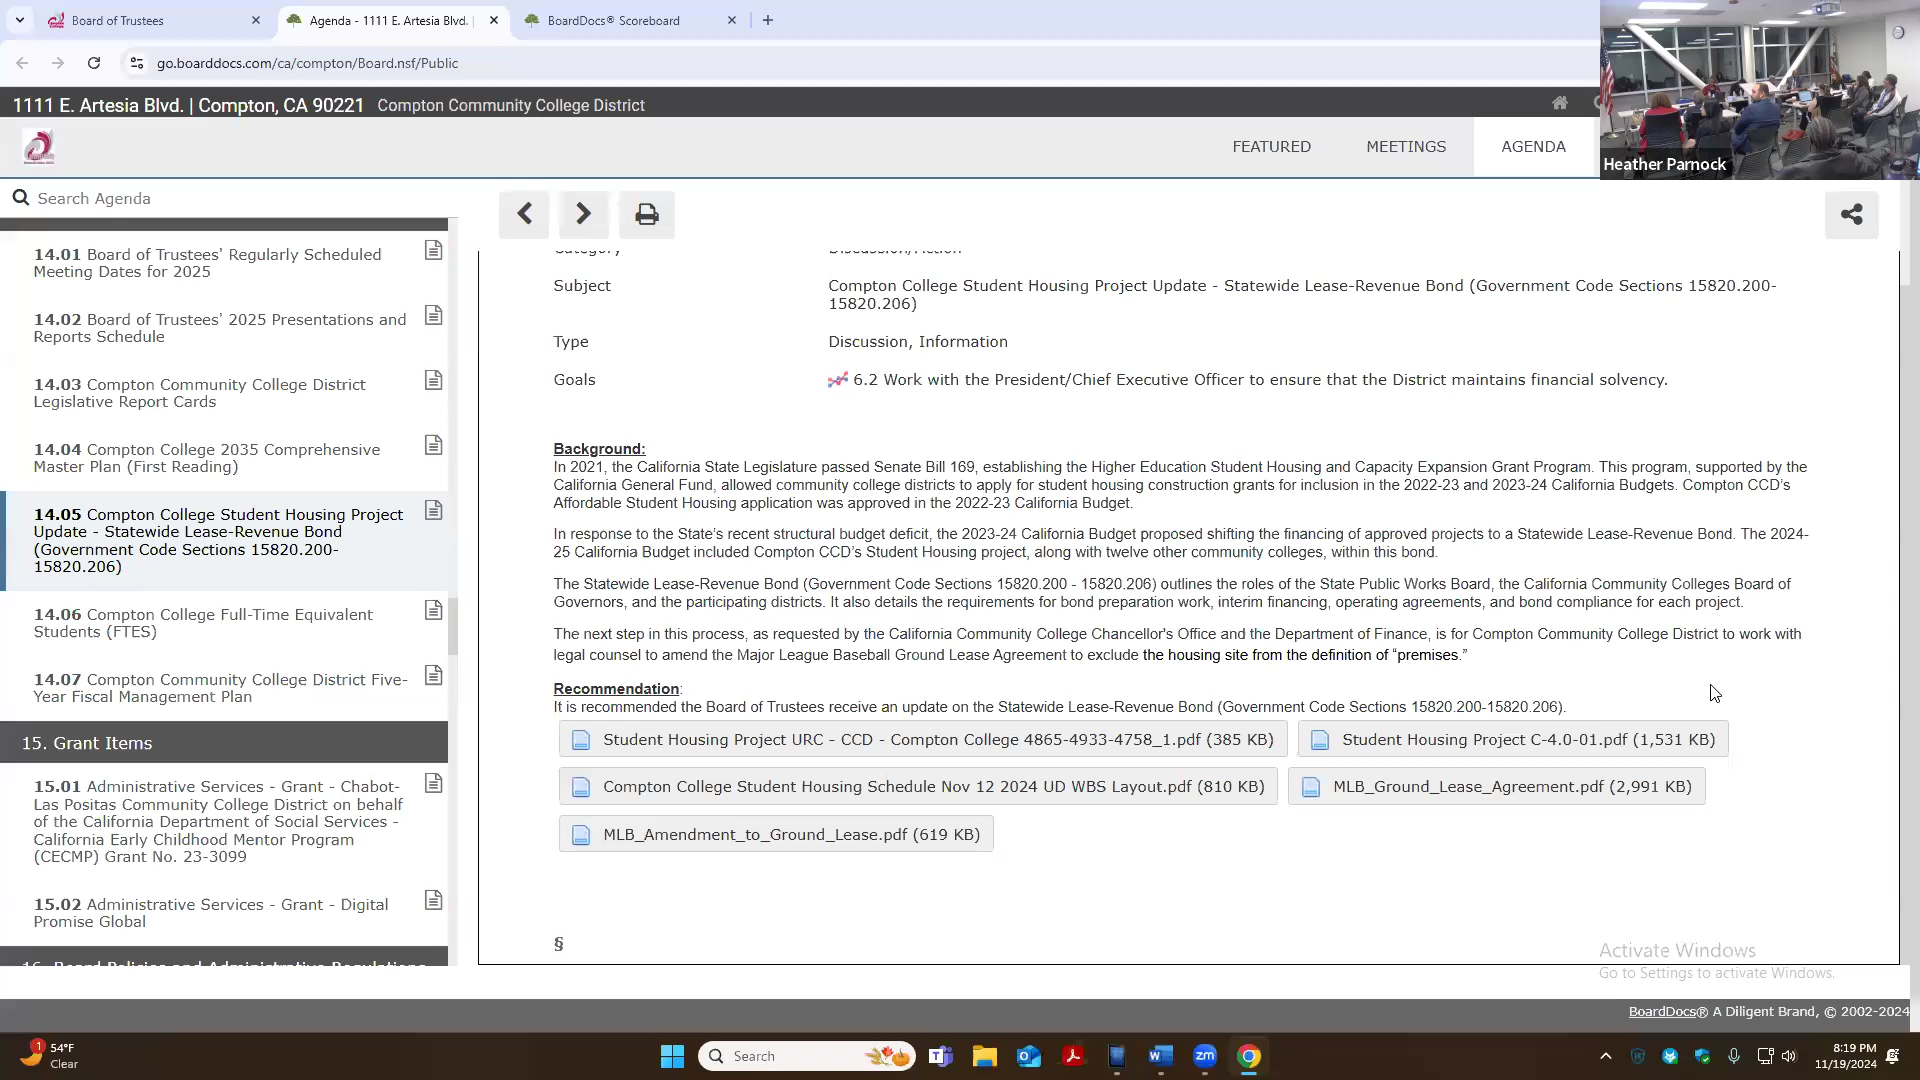 Board of Trustees
Agenda - 1111 E. Artesia Blvd. |
BoardDocs® Scoreboard
go.boarddocs.com/ca/compton/Board.nsf/Public
1111 E. Artesia Blvd. | Compton, CA 90221 Compton Community College District
FEATURED
MEETINGS
AGENDA
Heather Parnock
Search Agenda
14.01 Board of Trustees' Regularly Scheduled
Meeting Dates for 2025
14.02 Board of Trustees' 2025 Presentations and
Reports Schedule
14.03 Compton Community College District
Legislative Report Cards
14.04 Compton College 2035 Comprehensive
Master Plan (First Reading)
14.05 Compton College Student Housing Project
Update - Statewide Lease-Revenue Bond
(Government Code Sections 15820.200-
15820.206)
14.06 Compton College Full-Time Equivalent
Students (FTES)
14.07 Compton Community College District Five-
Year Fiscal Management Plan
15. Grant Items
15.01 Administrative Services - Grant - Chabot-
Las Positas Community College District on behalf
of the California Department of Social Services -
California Early Childhood Mentor Program
(CECMP) Grant No. 23-3099
15.02 Administrative Services - Grant - Digital
Promise Global
16. Board Policies and Administrative Regulations
Category Discussion/Action
Subject Compton College Student Housing Project Update - Statewide Lease-Revenue Bond (Government Code Sections 15820.200-
15820.206)
Type Discussion, Information
Goals 6.2 Work with the President/Chief Executive Officer to ensure that the District maintains financial solvency.
Background:
In 2021, the California State Legislature passed Senate Bill 169, establishing the Higher Education Student Housing and Capacity Expansion Grant Program. This program, supported by the
California General Fund, allowed community college districts to apply for student housing construction grants for inclusion in the 2022-23 and 2023-24 California Budgets. Compton CCD's
Affordable Student Housing application was approved in the 2022-23 California Budget.
In response to the State's recent structural budget deficit, the 2023-24 California Budget proposed shifting the financing of approved projects to a Statewide Lease-Revenue Bond. The 2024-
25 California Budget included Compton CCD's Student Housing project, along with twelve other community colleges, within this bond.
The Statewide Lease-Revenue Bond (Government Code Sections 15820.200 - 15820.206) outlines the roles of the State Public Works Board, the California Community Colleges Board of
Governors, and the participating districts. It also details the requirements for bond preparation work, interim financing, operating agreements, and bond compliance for each project.
The next step in this process, as requested by the California Community College Chancellor's Office and the Department of Finance, is for Compton Community College District to work with
legal counsel to amend the Major League Baseball Ground Lease Agreement to exclude the housing site from the definition of “premises.”
Recommendation:
It is recommended the Board of Trustees receive an update on the Statewide Lease-Revenue Bond (Government Code Sections 15820.200-15820.206).
Student Housing Project URC - CCD - Compton College 4865-4933-4758_1.pdf (385 KB)
Student Housing Project C-4.0-01.pdf (1,531 KB)
Compton College Student Housing Schedule Nov 12 2024 UD WBS Layout.pdf (810 KB)
MLB_Ground_Lease_Agreement.pdf (2,991 KB)
MLB_Amendment_to_Ground_Lease.pdf (619 KB)
§
Activate Windows
Go to Settings to activate Windows.
BoardDocs® A Diligent Brand, © 2002-2024
1
54°F
Clear
Search
zm
8:19 PM
11/19/2024